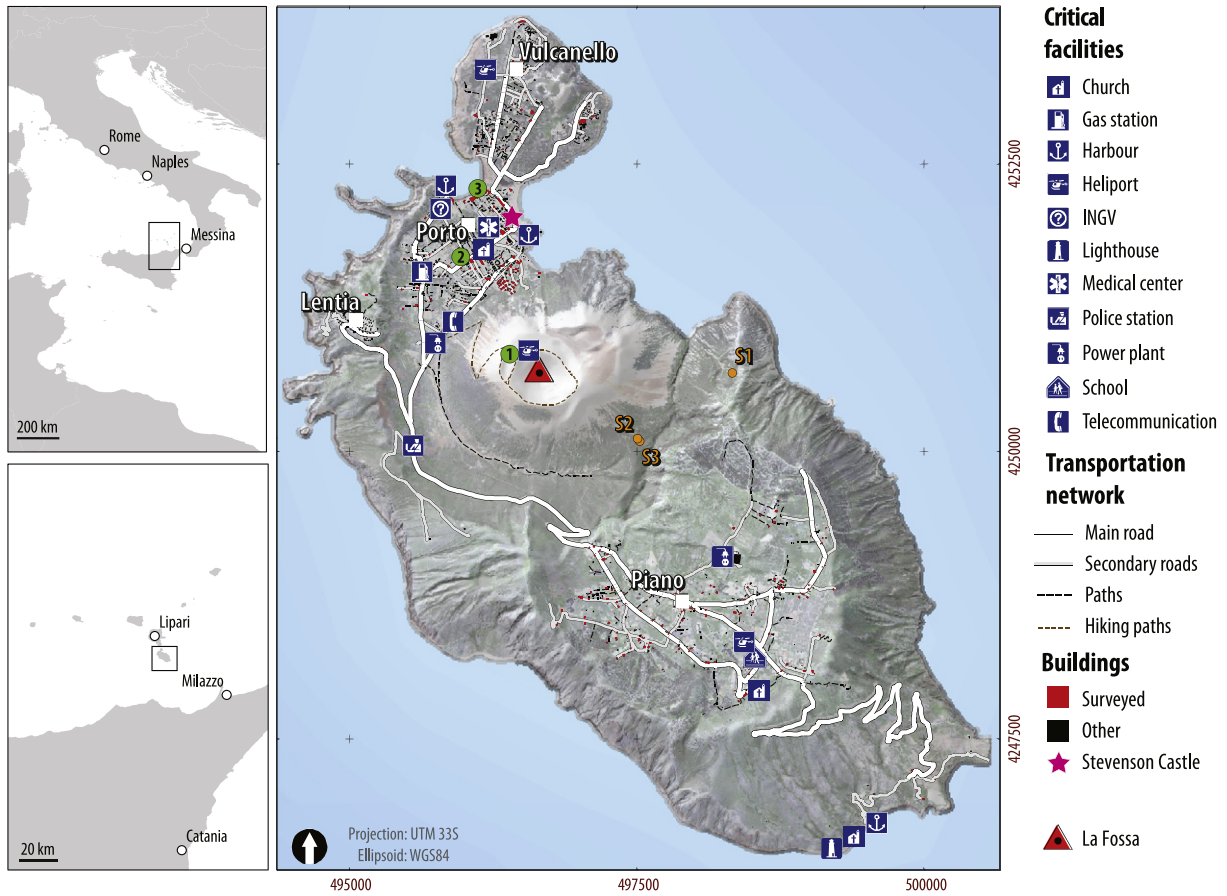 Rome
Naples
Messina
200 km
Lipari
Milazzo
Catania
20 km
Vulcanello
3
Porto
2
Lentia
1
S1
S2
S3
Piano
Projection: UTM 33S
Ellipsoid: WGS84
495000
497500
500000
4252500
4250000
4247500
Critical
facilities
Church
Gas station
Harbour
Heliport
INGV
Lighthouse
Medical center
Police station
Power plant
School
Telecommunication
Transportation
network
Main road
Secondary roads
Paths
Hiking paths
Buildings
Surveyed
Other
Stevenson Castle
La Fossa